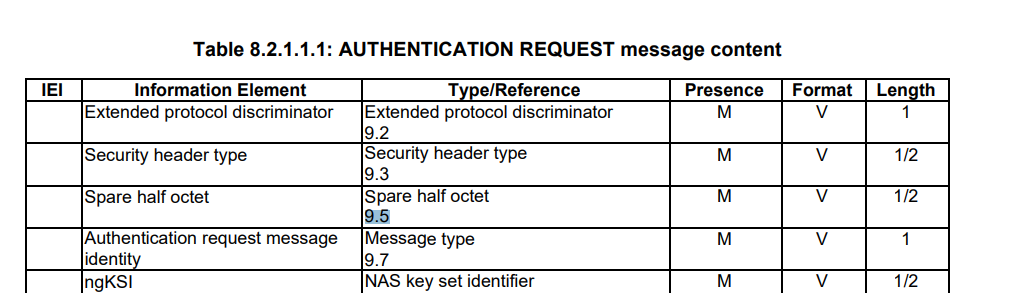 Table 8.2.1.1.1: AUTHENTICATION REQUEST message content
IEI Information Element Type/Reference Presence Format Length
Extended protocol discriminator Extended protocol discriminator M V 1
9.2
Security header type Security header type M V 1/2
9.3
Spare half octet Spare half octet M V 1/2
9.5
Authentication request message Message type M V 1
identity 9.7
ngKSI NAS key set identifier M V 1/2